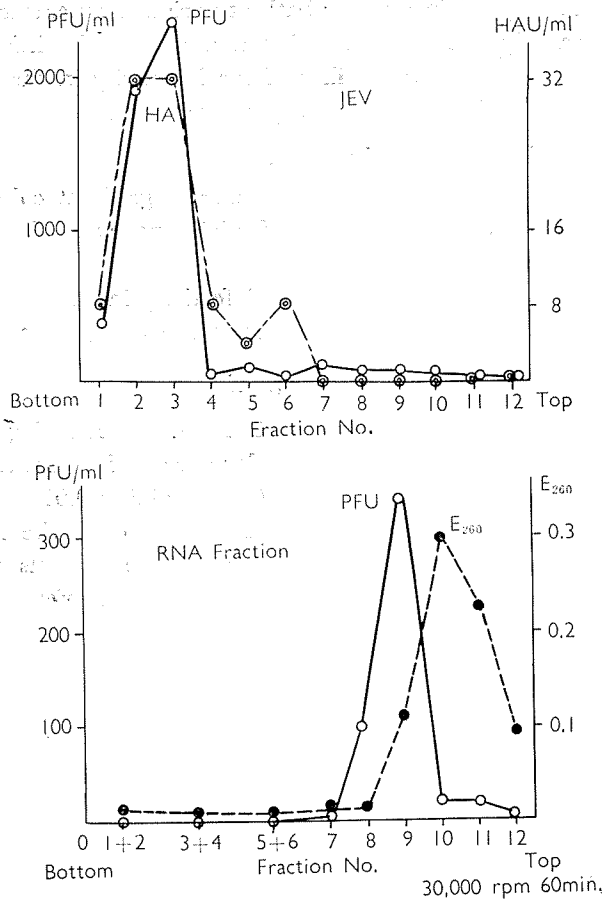 PFU/ml PFU HAU/ml
2000 32
HA JEV
1000 16
8
Bottom 1 2 3 4 5 6 7 8 9 10 11 12 Top
Fraction No.
PFU/ml E260
PFU E260
300 RNA Fraction 0.3
200 0.2
100 0.1
0 1+2 3+4 5+6 7 8 9 10 11 12
Bottom Fraction No. Top
30,000 rpm 60min,